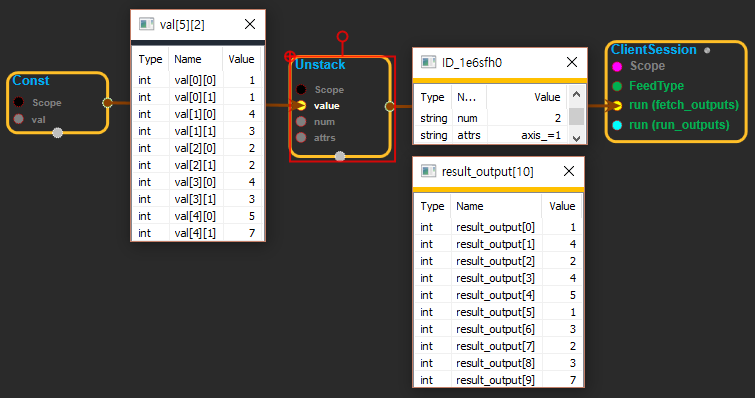 Const
Scope
val
val[5][2]
Type Name Value
int val[0][0] 1
int val[0][1] 1
int val[1][0] 4
int val[1][1] 3
int val[2][0] 2
int val[2][1] 2
int val[3][0] 4
int val[3][1] 3
int val[4][0] 5
int val[4][1] 7
Unstack
Scope
value
num
attrs
ID_1e6sfh0
Type N... Value
string num 2
string attrs axis_=1
result_output[10]
Type Name Value
int result_output[0] 1
int result_output[1] 4
int result_output[2] 2
int result_output[3] 4
int result_output[4] 5
int result_output[5] 1
int result_output[6] 3
int result_output[7] 2
int result_output[8] 3
int result_output[9] 7
ClientSession
Scope
FeedType
run (fetch_outputs)
run (run_outputs)